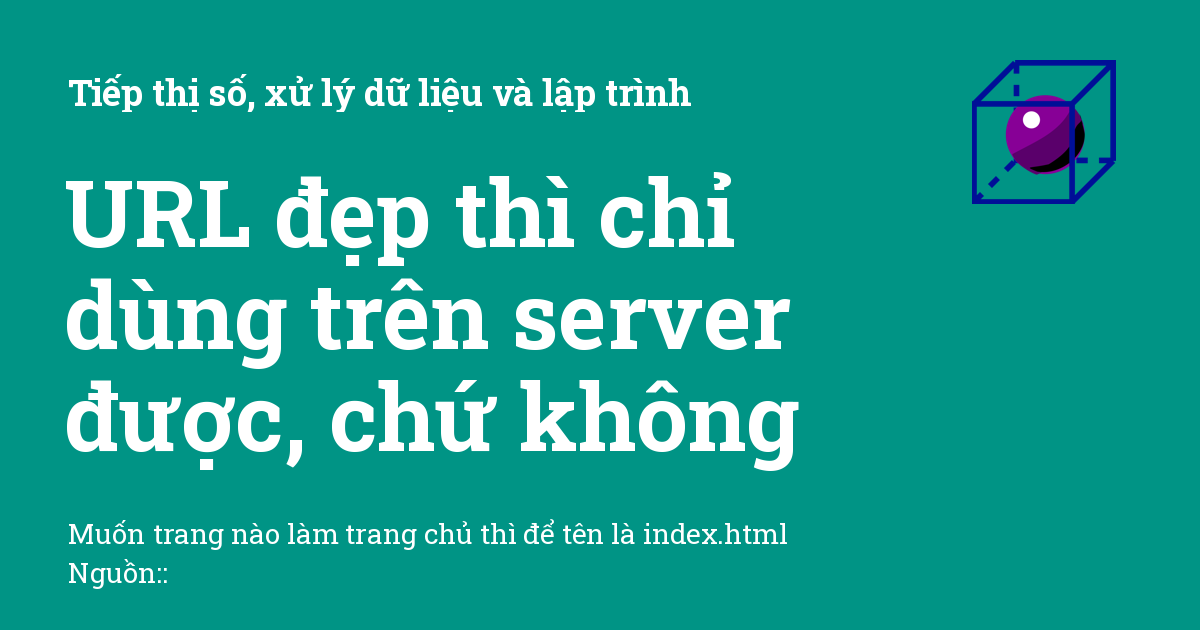 Tiếp thị số, xử lý dữ liệu và lập trình
URL đẹp thì chỉ
dùng trên server
được, chứ không
Muốn trang nào làm trang chủ thì để tên là index.html
Nguồn::